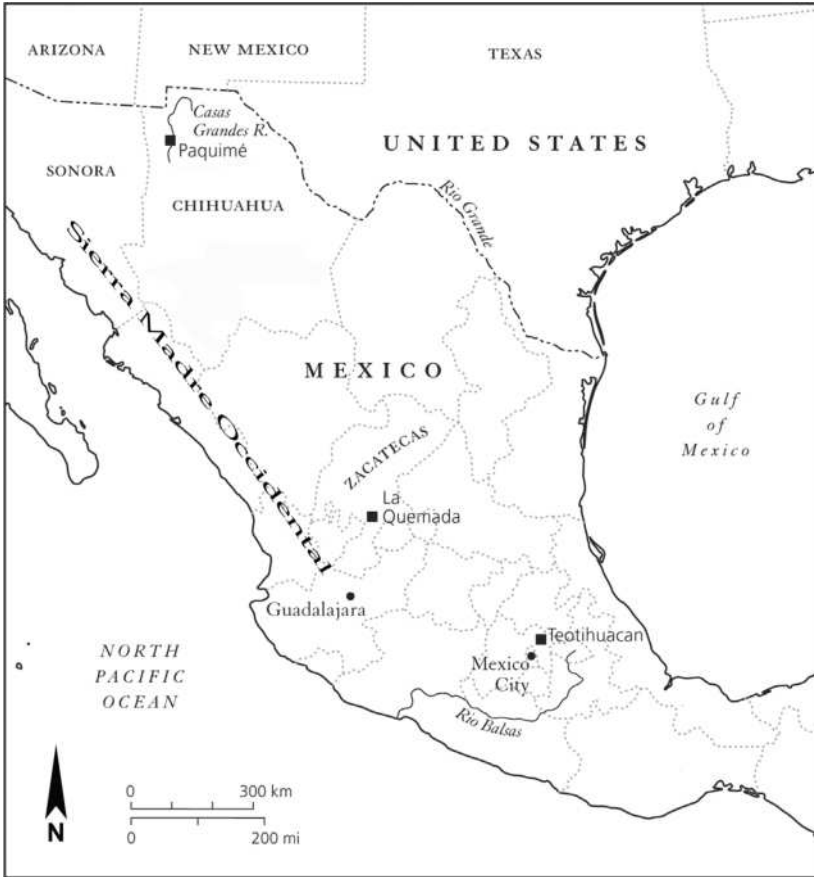 ARIZONA
NEW MEXICO
TEXAS
Casas
Grandes R.
Paquimé
UNITED STATES
SONORA
CHIHUAHUA
Rio Grande
Sierra Madre Occidental
MEXICO
Gulf
of
Mexico
ZACATECAS
La
Quemada
Guadalajara
Teotihuacan
Mexico
City
NORTH
PACIFIC
OCEAN
Rio Balsas
N
0 300 km
0 200 mi